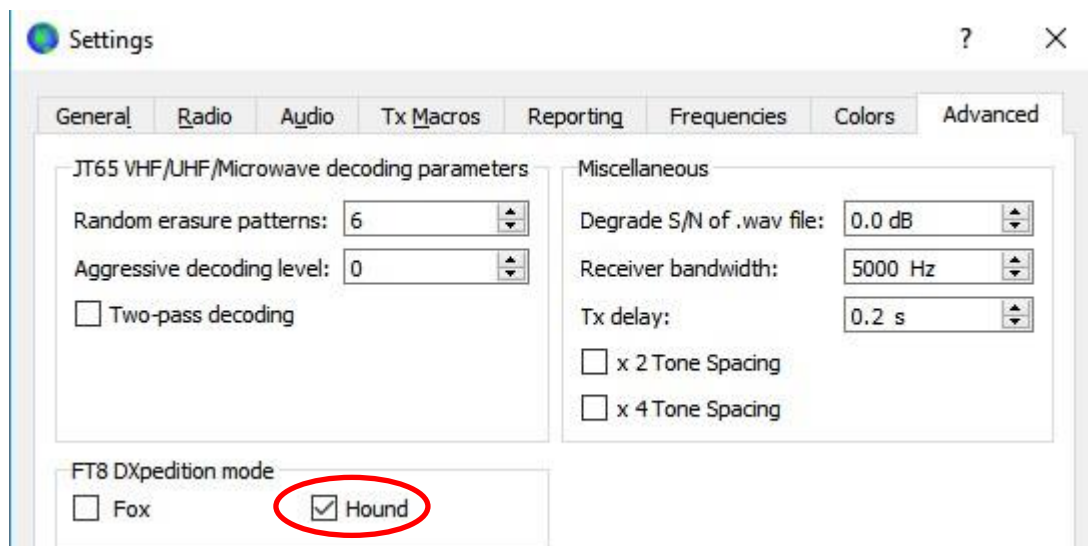 Settings
?
General Radio Audio Tx Macros Reporting Frequencies Colors Advanced
JT65 VHF/UHF/Microwave decoding parameters
Random erasure patterns: 6
Aggressive decoding level: 0
Two-pass decoding
Miscellaneous
Degrade S/N of .wav file: 0.0 dB
Receiver bandwidth: 5000 Hz
Tx delay: 0.2 s
x 2 Tone Spacing
x 4 Tone Spacing
FT8 DXpedition mode
Fox Hound